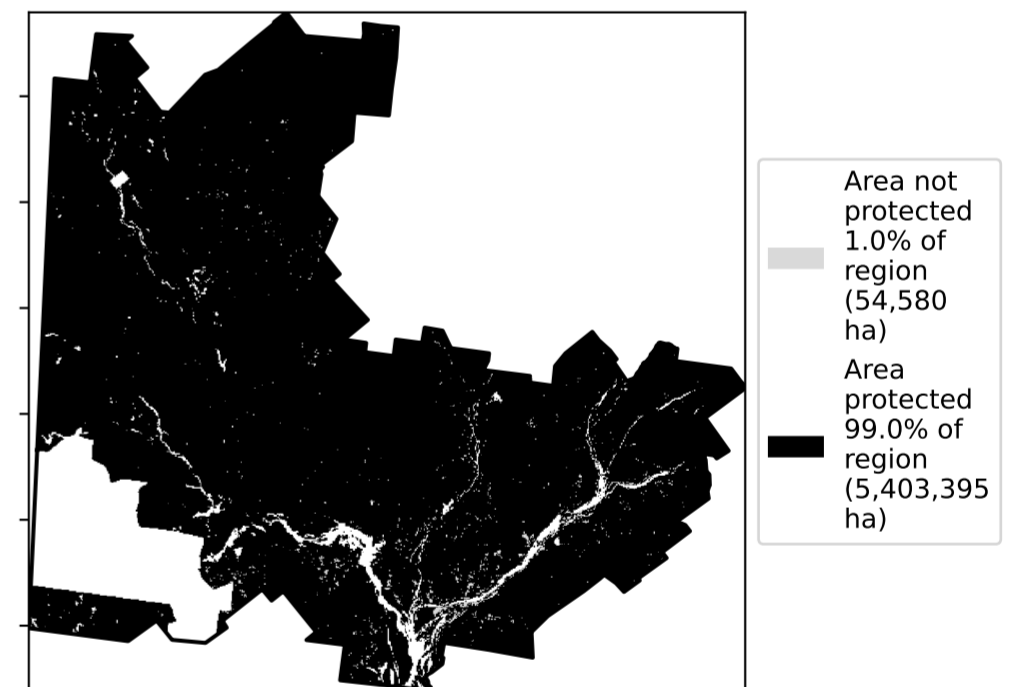 Area not
protected
1.0% of
region
(54,580
ha)
Area
protected
99.0% of
region
(5,403,395
ha)